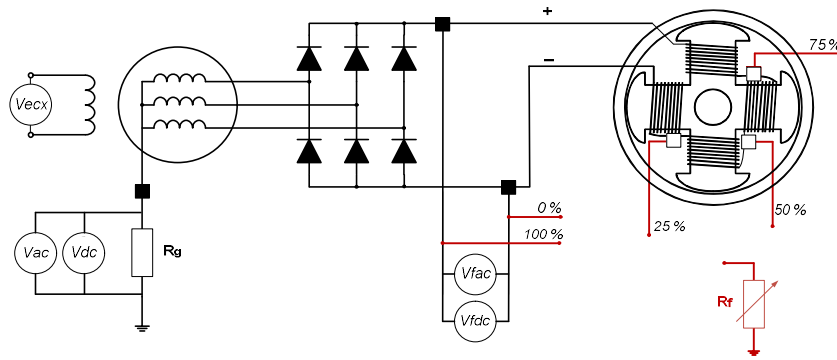 +
75%
Vecx
−
0%
25%
50%
100%
Vac
Vdc
Rg
Vfac
Vfdc
Rf